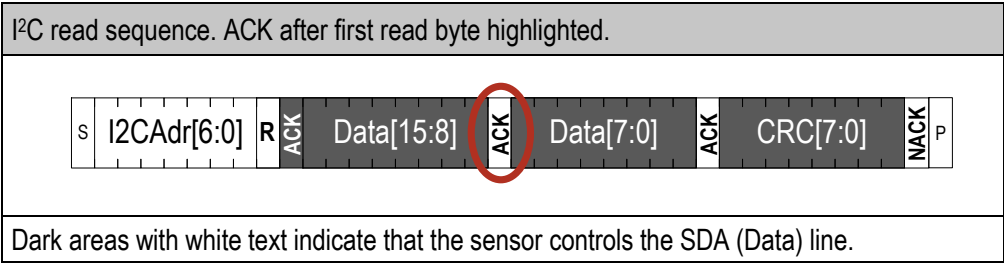 I²C read sequence. ACK after first read byte highlighted.
S I2CAdr[6:0] R ACK Data[15:8] ACK Data[7:0] ACK CRC[7:0] NACK P
Dark areas with white text indicate that the sensor controls the SDA (Data) line.